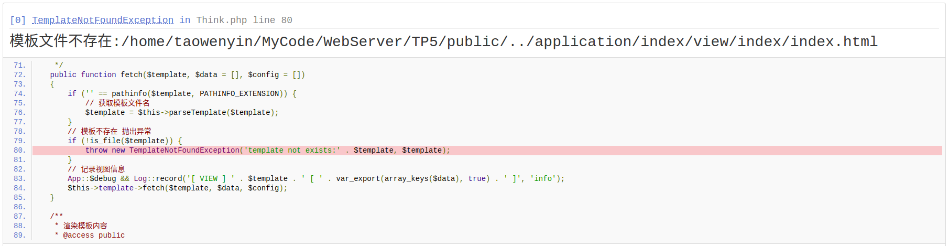 [0] TemplateNotFoundException in Think.php line 80
模板文件不存在:/home/taowenyin/MyCode/WebServer/TP5/public/../application/index/view/index/index.html
71. */
72. public function fetch($template, $data = [], $config = [])
73. {
74. if ('' == pathinfo($template, PATHINFO_EXTENSION)) {
75. // 获取模板文件名
76. $template = $this->parseTemplate($template);
77. }
78. // 模板不存在 抛出异常
79. if (!is_file($template)) {
80. throw new TemplateNotFoundException('template not exists:' . $template, $template);
81. }
82. // 记录视图信息
83. App::$debug && Log::record('[ VIEW ] ' . $template . ' [ ' . var_export(array_keys($data), true) . ' ]', 'info');
84. $this->template->fetch($template, $data, $config);
85. }
86.
87. /**
88. * 渲染模板内容
89. * @access public